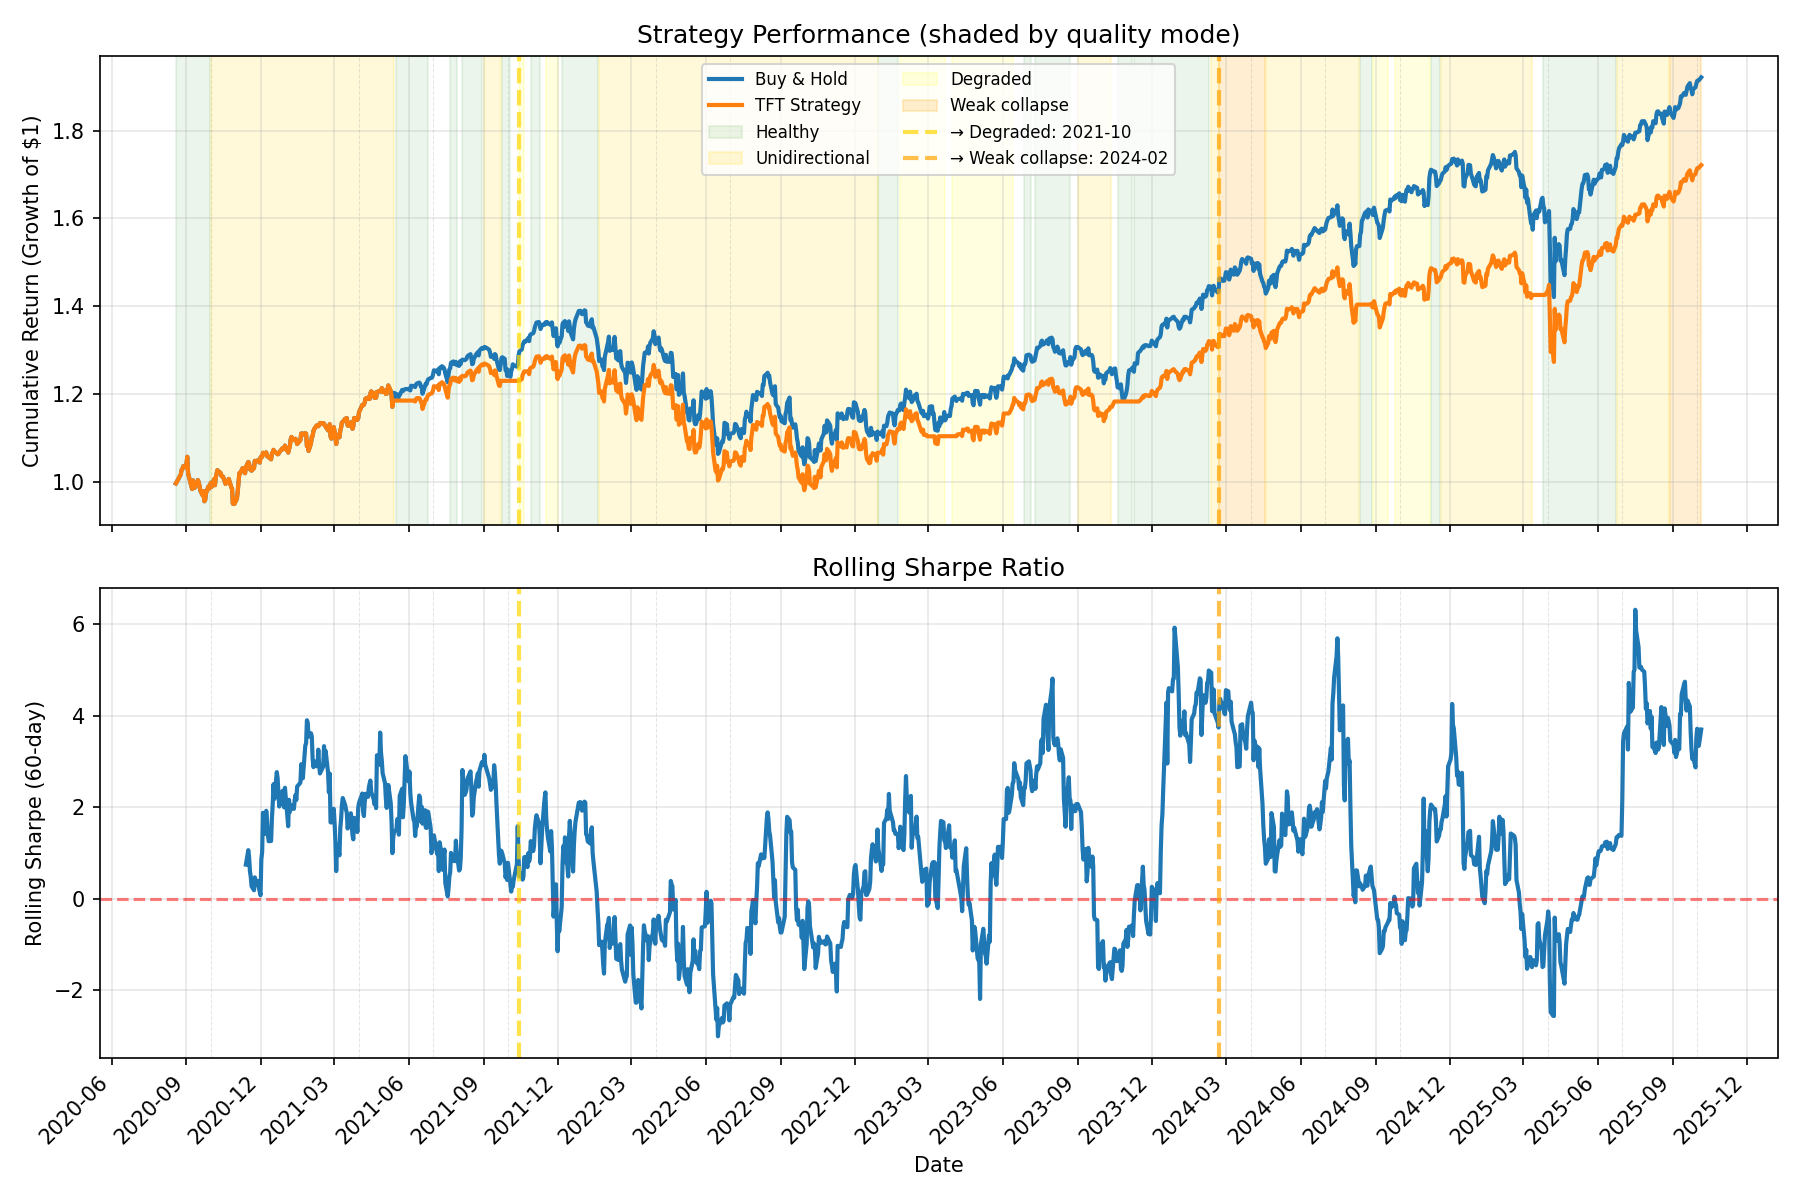 Strategy Performance (shaded by quality mode)
Cumulative Return (Growth of $1)
1.8
1.6
1.4
1.2
1.0
Buy & Hold
TFT Strategy
Healthy
Unidirectional
Degraded
Weak collapse
→ Degraded: 2021-10
→ Weak collapse: 2024-02
Rolling Sharpe Ratio
Rolling Sharpe (60-day)
6
4
2
0
−2
2020-06
2020-09
2020-12
2021-03
2021-06
2021-09
2021-12
2022-03
2022-06
2022-09
2022-12
2023-03
2023-06
2023-09
2023-12
2024-03
2024-06
2024-09
2024-12
2025-03
2025-06
2025-09
2025-12
Date